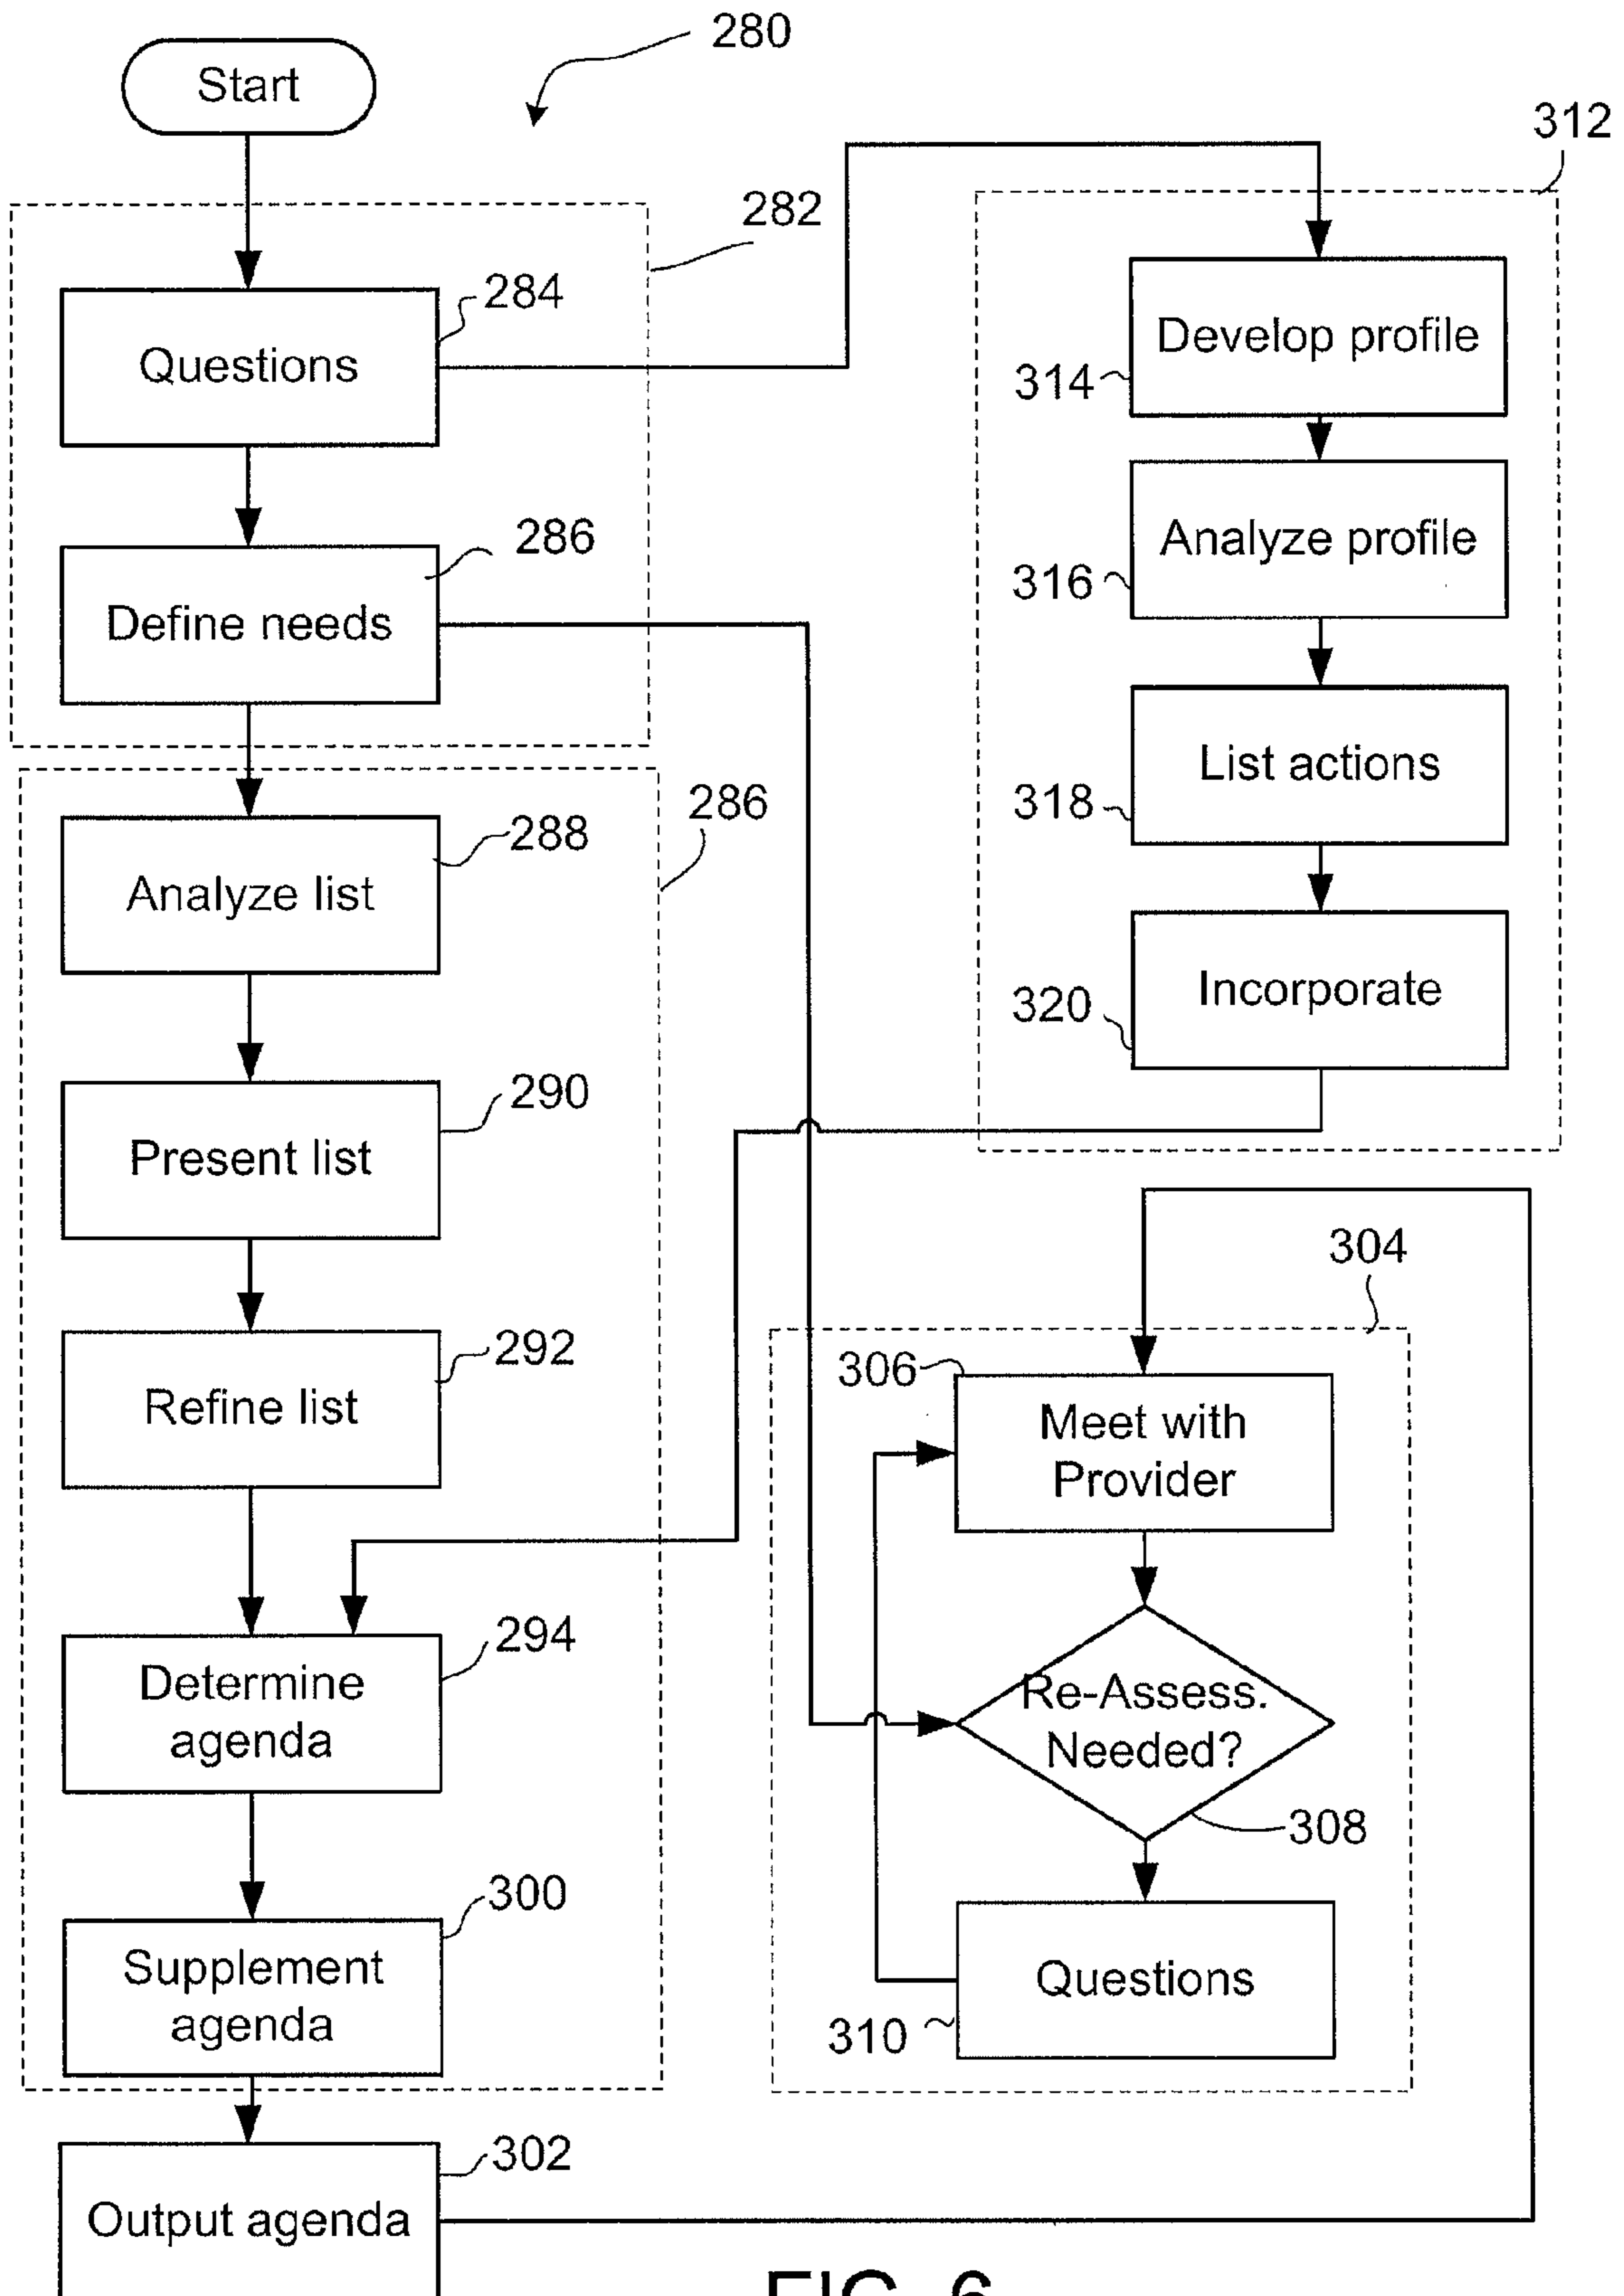 280
Start
312
282
284
Questions
Develop profile
314
286
Define needs
Analyze profile
316
286
288
Analyze list
List actions
318
290
Present list
Incorporate
320
304
292
Refine list
306
Meet with
Provider
294
Determine
agenda
Re-Assess.
Needed?
308
300
Supplement
agenda
Questions
310
302
Output agenda
FIG. 6